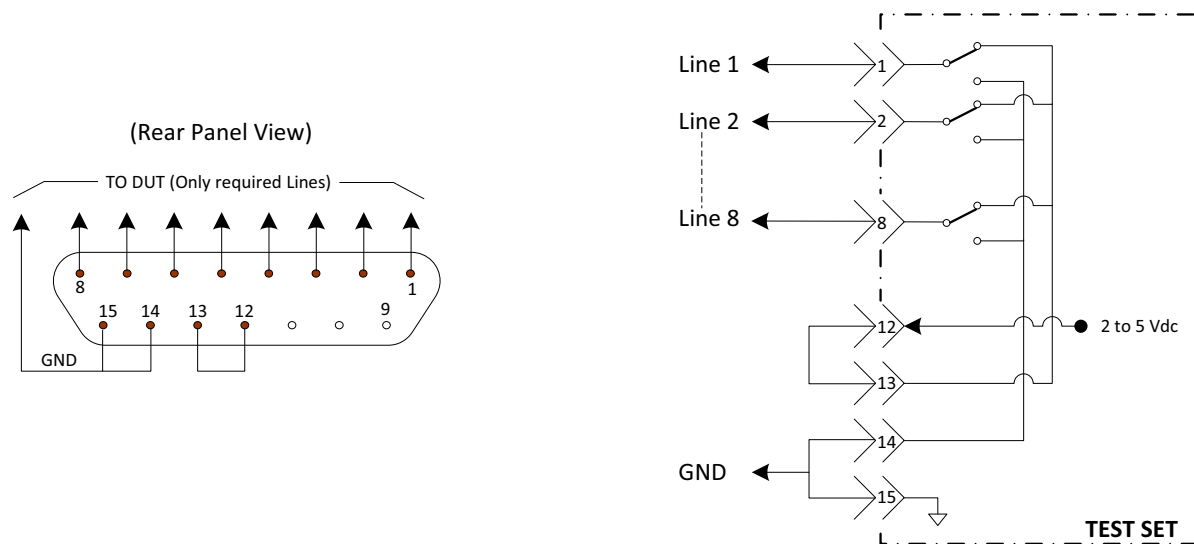 (Rear Panel View)
TO DUT (Only required Lines)
8
1
15 14 13 12
9
GND
Line 1
1
Line 2
2
Line 8
8
12
2 to 5 Vdc
13
14
GND
15
TEST SET